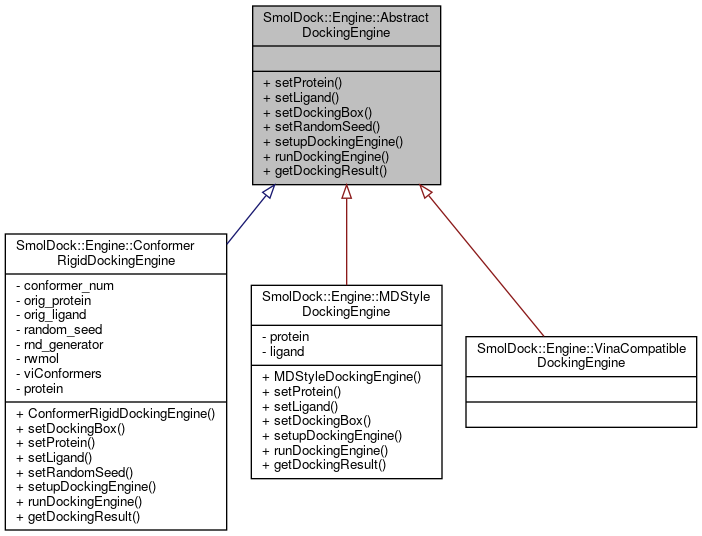 SmolDock::Engine::Abstract
DockingEngine
+ setProtein()
+ setLigand()
+ setDockingBox()
+ setRandomSeed()
+ setupDockingEngine()
+ runDockingEngine()
+ getDockingResult()
SmolDock::Engine::Conformer
RigidDockingEngine
- conformer_num
- orig_protein
- orig_ligand
- random_seed
- rnd_generator
- rwmol
- viConformers
- protein
+ ConformerRigidDockingEngine()
+ setDockingBox()
+ setProtein()
+ setLigand()
+ setRandomSeed()
+ setupDockingEngine()
+ runDockingEngine()
+ getDockingResult()
SmolDock::Engine::MDStyle
DockingEngine
- protein
- ligand
+ MDStyleDockingEngine()
+ setProtein()
+ setLigand()
+ setDockingBox()
+ setupDockingEngine()
+ runDockingEngine()
+ getDockingResult()
SmolDock::Engine::VinaCompatible
DockingEngine